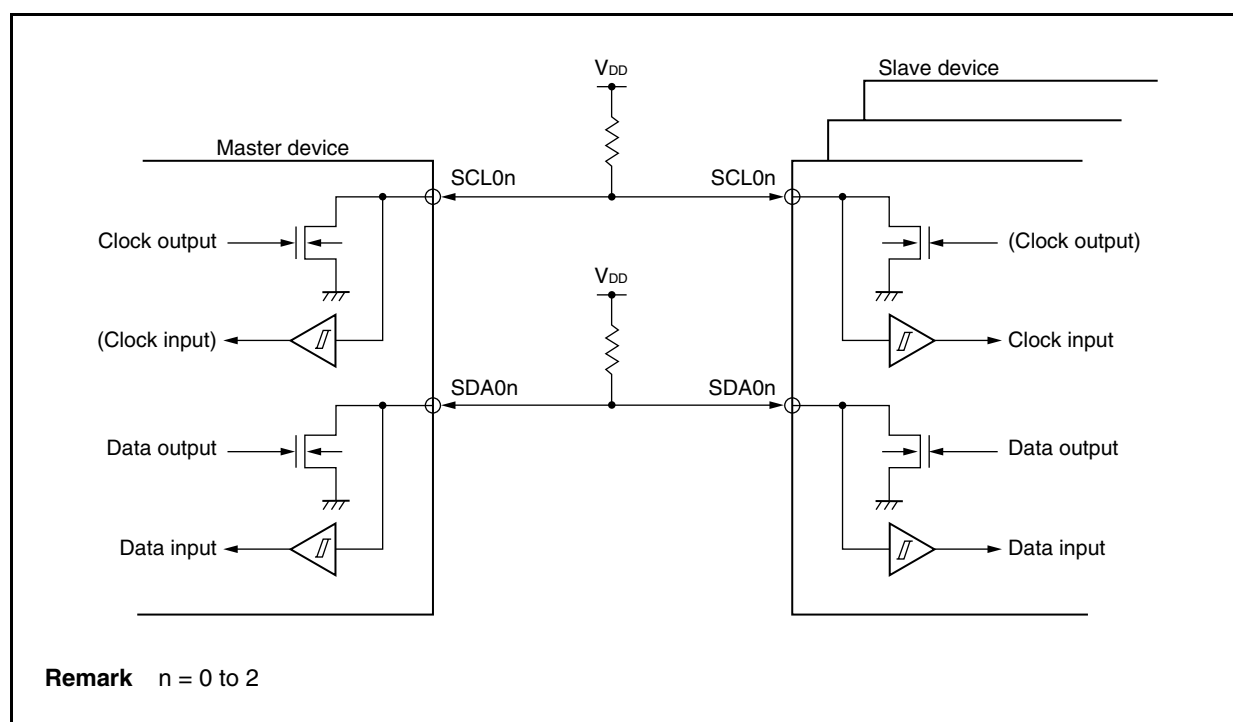 VDD
Slave device
Master device
SCL0n
SCL0n
Clock output
(Clock output)
VDD
(Clock input)
Clock input
SDA0n
SDA0n
Data output
Data output
Data input
Data input
Remark n = 0 to 2